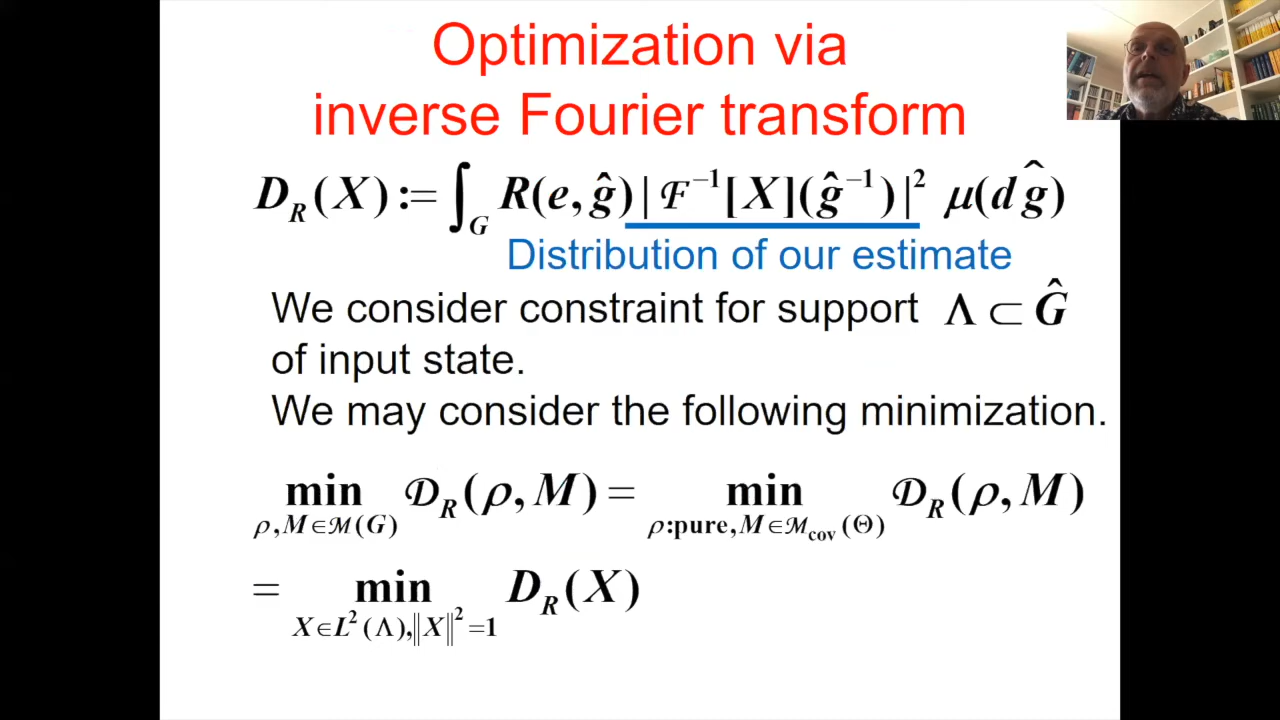 Optimization via
inverse Fourier transform
D_R(X) := ∫_G R(e, ĝ) | ℱ⁻¹[X](ĝ⁻¹) |² μ(dĝ)
Distribution of our estimate
We consider constraint for support Λ ⊂ Ĝ
of input state.
We may consider the following minimization.
min_{ρ,M∈ℳ(G)} 𝒟_R(ρ, M) = min_{ρ:pure,M∈ℳ_cov(Θ)} 𝒟_R(ρ, M)
= min_{X∈L²(Λ),‖X‖²=1} D_R(X)